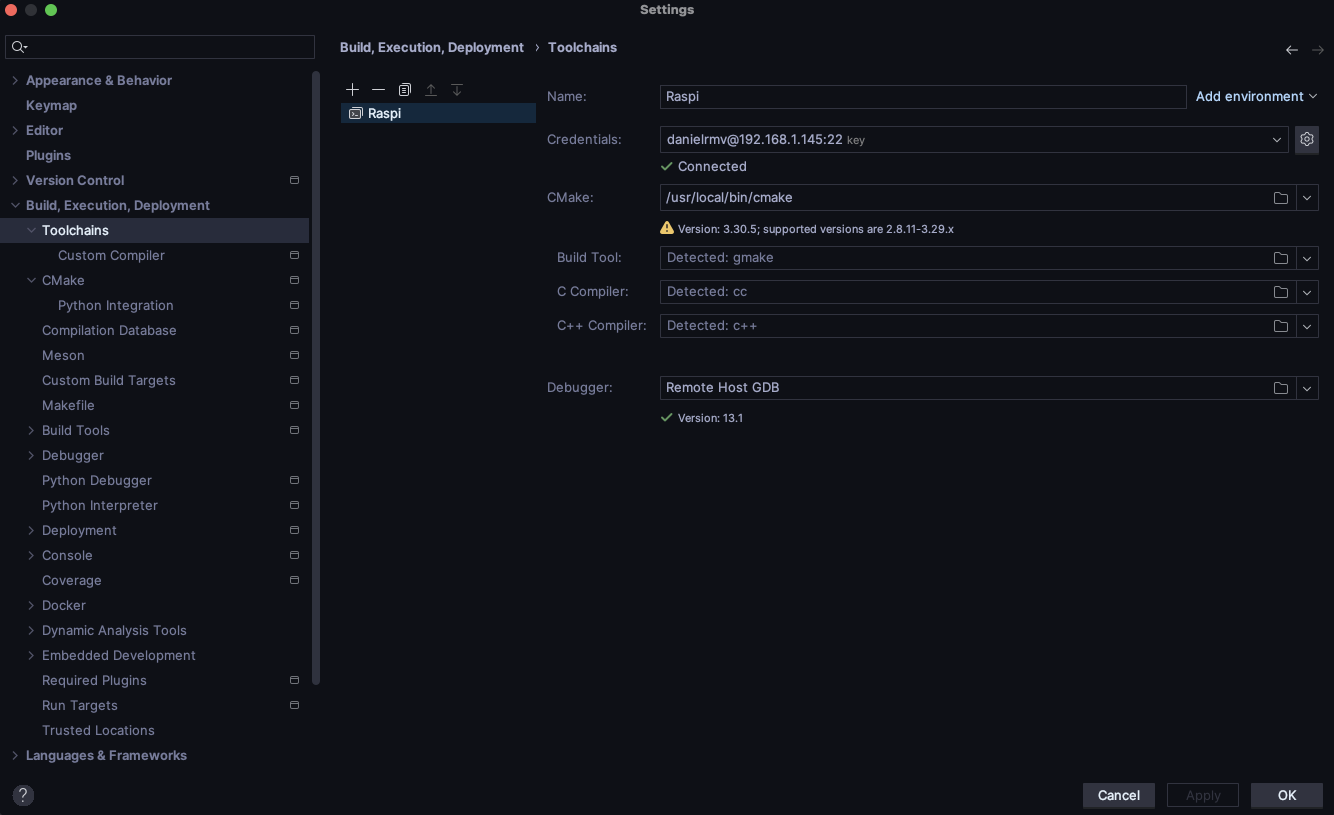 Settings
Appearance & Behavior
Keymap
Editor
Plugins
Version Control
Build, Execution, Deployment
Toolchains
Custom Compiler
CMake
Python Integration
Compilation Database
Meson
Custom Build Targets
Makefile
Build Tools
Debugger
Python Debugger
Python Interpreter
Deployment
Console
Coverage
Docker
Dynamic Analysis Tools
Embedded Development
Required Plugins
Run Targets
Trusted Locations
Languages & Frameworks
?
Build, Execution, Deployment › Toolchains
Raspi
Name: Raspi Add environment
Credentials: danielrmv@192.168.1.145:22 key
Connected
CMake: /usr/local/bin/cmake
Version: 3.30.5; supported versions are 2.8.11-3.29.x
Build Tool: Detected: gmake
C Compiler: Detected: cc
C++ Compiler: Detected: c++
Debugger: Remote Host GDB
Version: 13.1
Cancel Apply OK